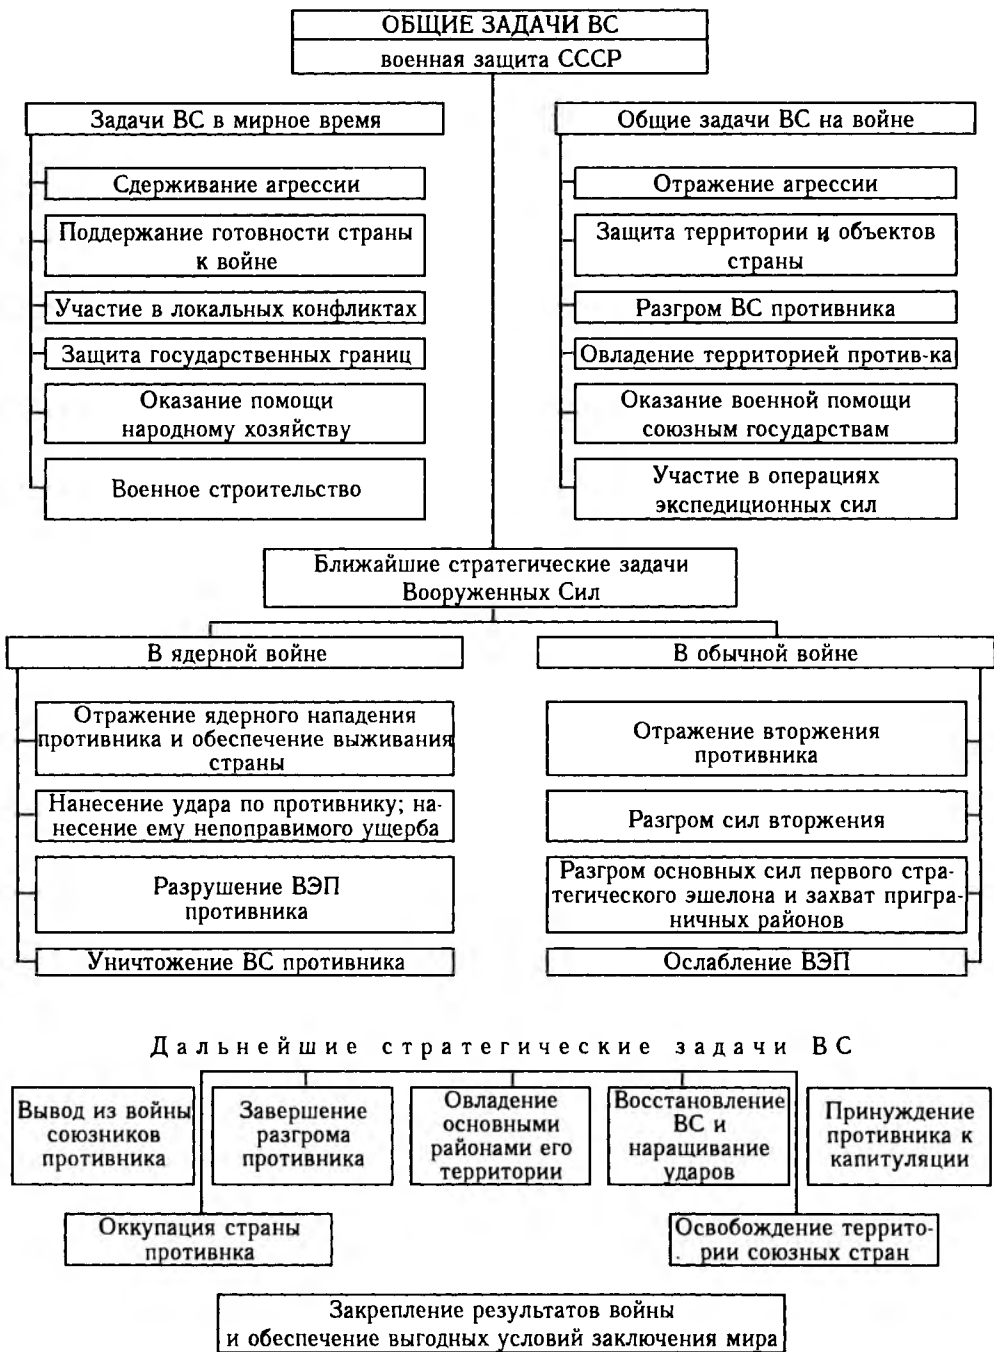 ОБЩИЕ ЗАДАЧИ ВС
военная защита СССР
Задачи ВС в мирное время
Сдерживание агрессии
Поддержание готовности страны
к войне
Участие в локальных конфликтах
Защита государственных границ
Оказание помощи
народному хозяйству
Военное строительство
Общие задачи ВС на войне
Отражение агрессии
Защита территории и объектов
страны
Разгром ВС противника
Овладение территорией против-ка
Оказание военной помощи
союзным государствам
Участие в операциях
экспедиционных сил
Ближайшие стратегические задачи
Вооруженных Сил
В ядерной войне
Отражение ядерного нападения
противника и обеспечение выживания
страны
Нанесение удара по противнику; на-
несение ему непоправимого ущерба
Разрушение ВЭП
противника
Уничтожение ВС противника
В обычной войне
Отражение вторжения
противника
Разгром сил вторжения
Разгром основных сил первого стра-
тегического эшелона и захват пригра-
ничных районов
Ослабление ВЭП
Дальнейшие стратегические задачи ВС
Вывод из войны
союзников
противника
Завершение
разгрома
противника
Овладение
основными
районами его
территории
Восстановление
ВС и
наращивание
ударов
Принуждение
противника к
капитуляции
Оккупация страны
противнка
Освобождение террито-
рии союзных стран
Закрепление результатов войны
и обеспечение выгодных условий заключения мира